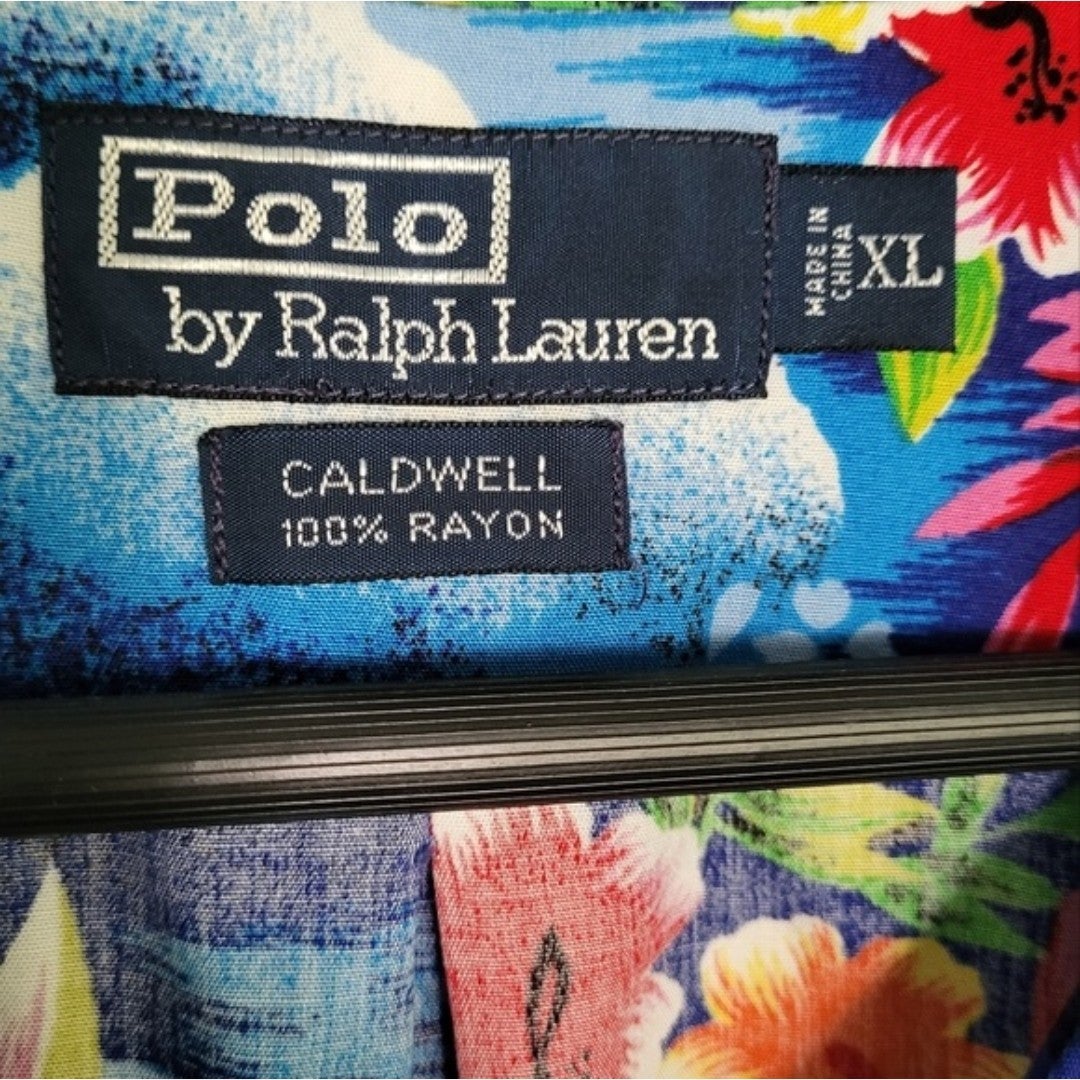 Polo
by Ralph Lauren
MADE IN
CHINA
XL
CALDWELL
100% RAYON